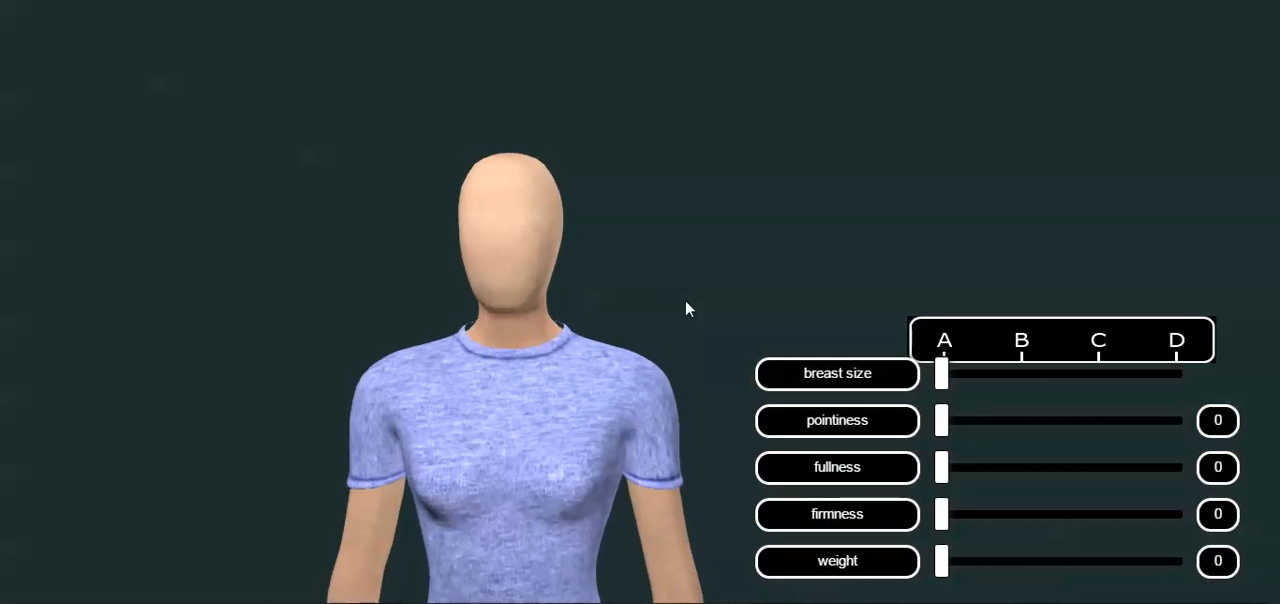 A B C D
breast size
pointiness 0
fullness 0
firmness 0
weight 0